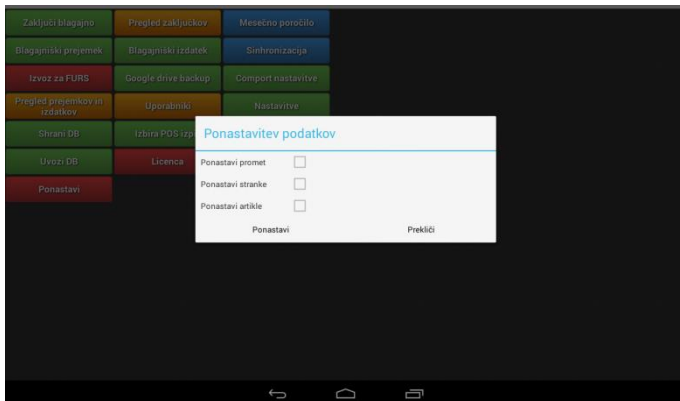 Zaključi blagajno
Pregled zaključkov
Mesečno poročilo
Blagajniški prejemek
Blagajniški izdatek
Sinhronizacija
Izvoz za FURS
Google drive backup
Comport nastavitve
Pregled prejemkov in
izdatkov
Uporabniki
Nastavitve
Shrani DB
Izbira POS izpi
Uvozi DB
Licenca
Ponastavi
Ponastavitev podatkov
Ponastavi promet
Ponastavi stranke
Ponastavi artikle
Ponastavi
Prekliči